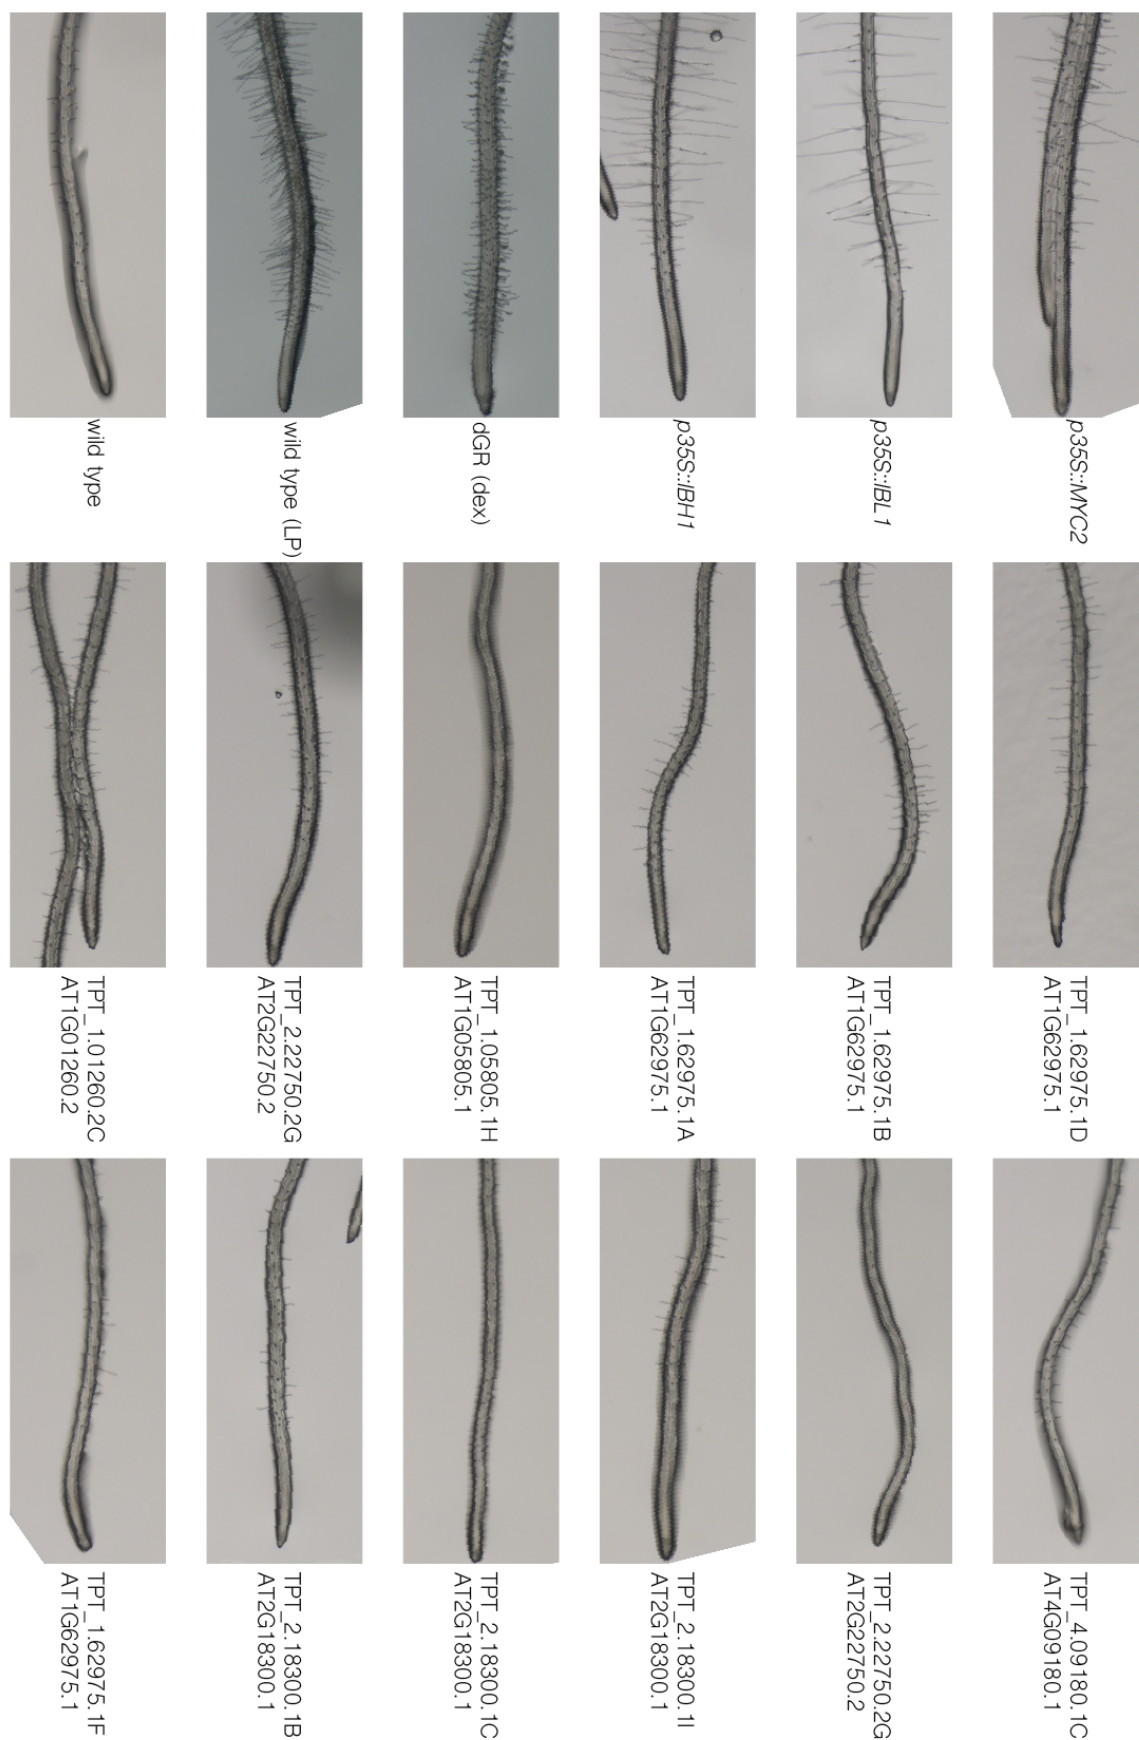 wild type
wild type (LP)
dGR (dex)
p35S::IBH1
p35S::IBL1
p35S::MYC2
TPT_1.01260.2C
AT1G01260.2
TPT_2.22750.2G
AT2G22750.2
TPT_1.05805.1H
AT1G05805.1
TPT_1.62975.1A
AT1G62975.1
TPT_1.62975.1B
AT1G62975.1
TPT_1.62975.1D
AT1G62975.1
TPT_1.62975.1F
AT1G62975.1
TPT_2.18300.1B
AT2G18300.1
TPT_2.18300.1C
AT2G18300.1
TPT_2.18300.1I
AT2G18300.1
TPT_2.22750.2G
AT2G22750.2
TPT_4.09180.1C
AT4G09180.1